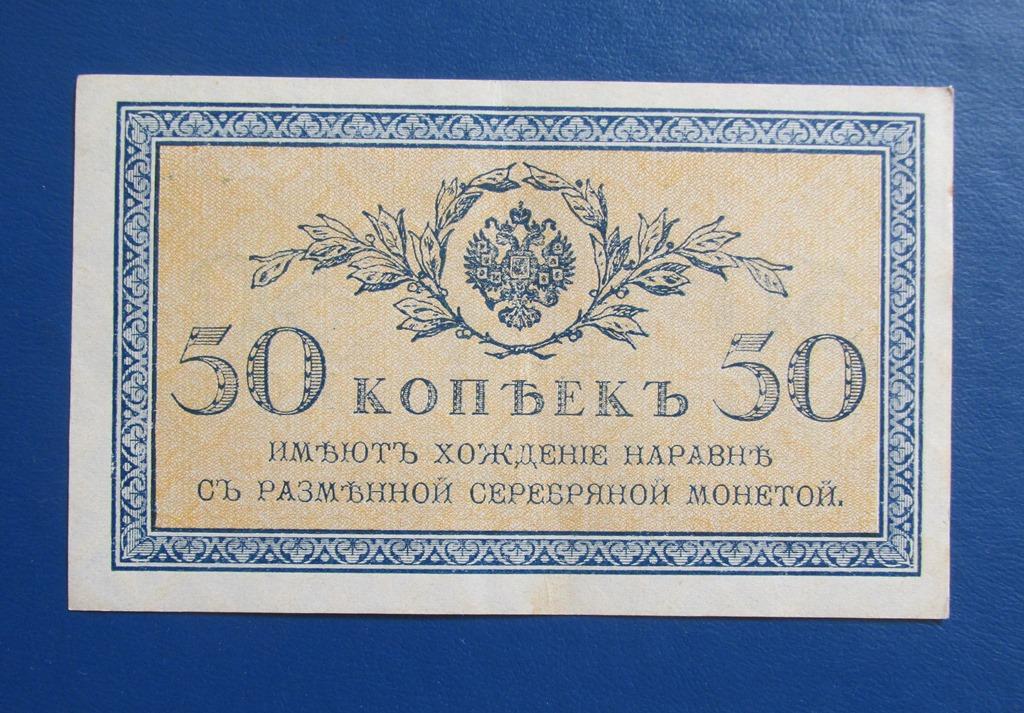 50 КОПѢЕКЪ 50
ИМѢЮТЪ ХОЖДЕНІЕ НАРАВНѢ
СЪ РАЗМѢННОЙ СЕРЕБРЯНОЙ МОНЕТОЙ.